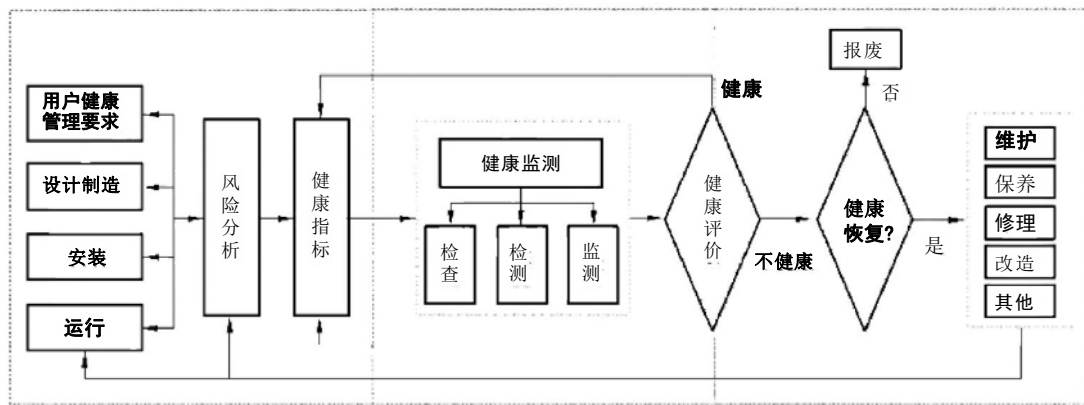 用户健康
管理要求
设计制造
安装
运行
风险分析
健康指标
健康监测
检查
检测
监测
健康
健康评价
不健康
报废
否
健康
恢复?
是
维护
保养
修理
改造
其他